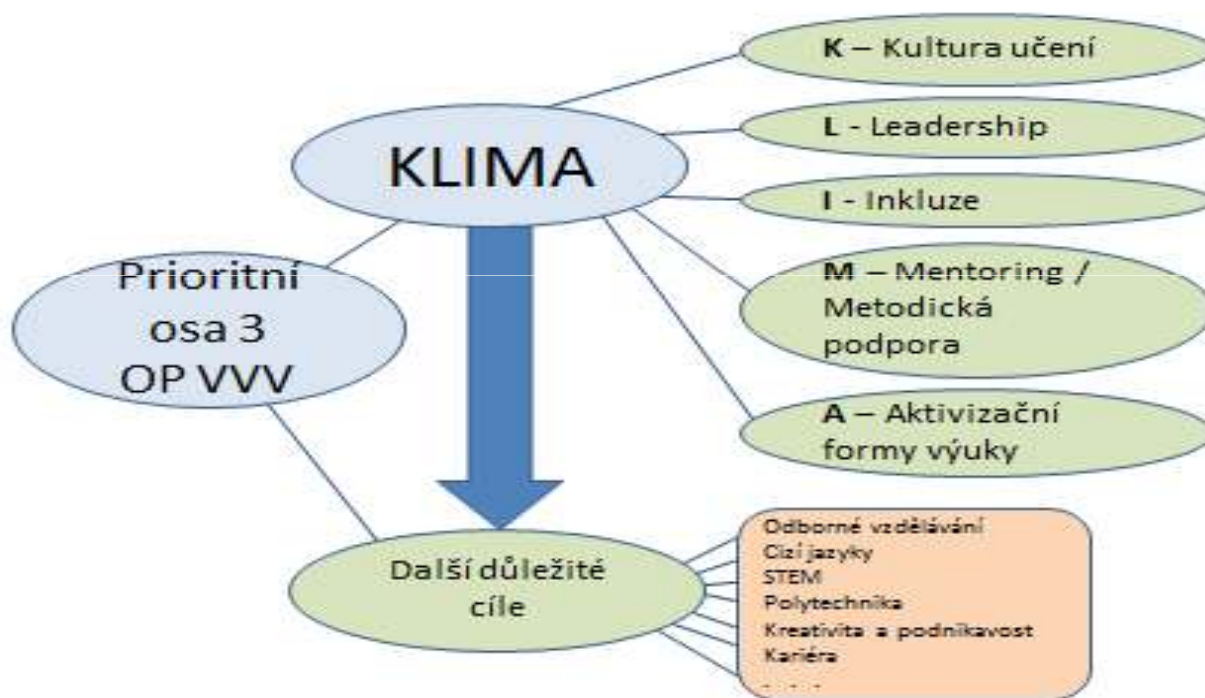 K – Kultura učení
L - Leadership
KLIMA
I - Inkluze
M – Mentoring /
Metodická
podpora
Prioritní
osa 3
OP VVV
A – Aktivizační
formy výuky
Další důležité
cíle
Odborné vzdělávání
Cizí jazyky
STEM
Polytechnika
Kreativita a podnikavost
Kariéra
. . .